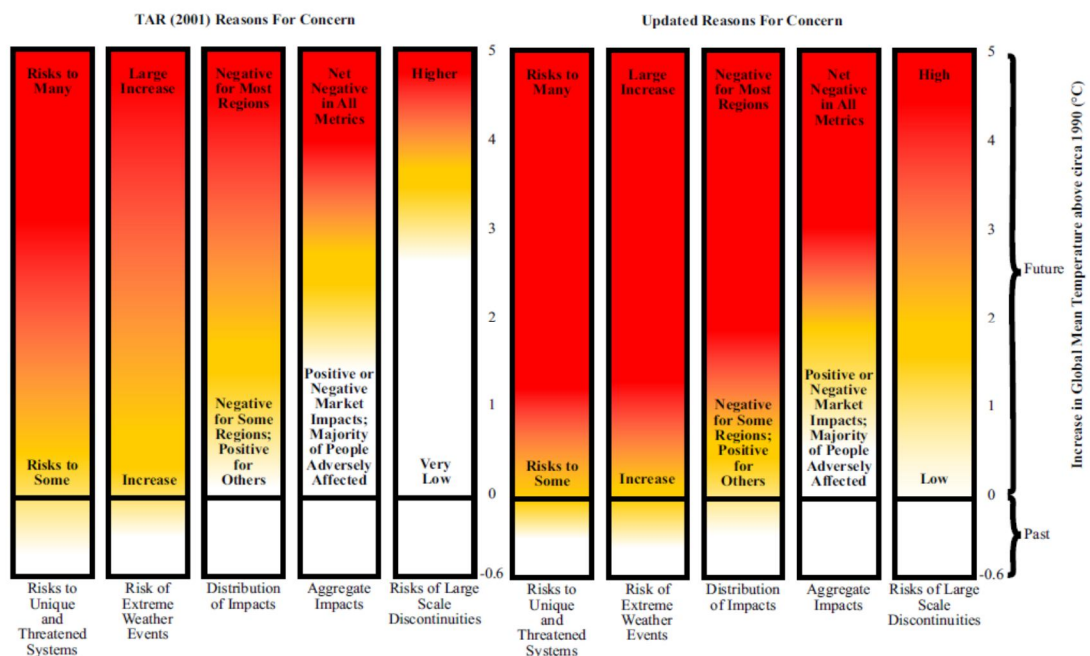 TAR (2001) Reasons For Concern
Risks to
Many
Risks to
Some
Large
Increase
Increase
Negative
for Most
Regions
Negative
for Some
Regions;
Positive
for
Others
Net
Negative
in All
Metrics
Positive or
Negative
Market
Impacts;
Majority
of People
Adversely
Affected
Higher
Very
Low
5
4
3
2
1
0
-0.6
Risks to
Unique
and
Threatened
Systems
Risk of
Extreme
Weather
Events
Distribution
of Impacts
Aggregate
Impacts
Risks of Large
Scale
Discontinuities
Updated Reasons For Concern
Risks to
Many
Risks to
Some
Large
Increase
Increase
Negative
for Most
Regions
Negative
for Some
Regions;
Positive
for
Others
Net
Negative
in All
Metrics
Positive or
Negative
Market
Impacts;
Majority
of People
Adversely
Affected
High
Low
5
4
3
2
1
0
-0.6
Risks to
Unique
and
Threatened
Systems
Risk of
Extreme
Weather
Events
Distribution
of Impacts
Aggregate
Impacts
Risks of Large
Scale
Discontinuities
Future
Past
Increase in Global Mean Temperature above circa 1990 (°C)